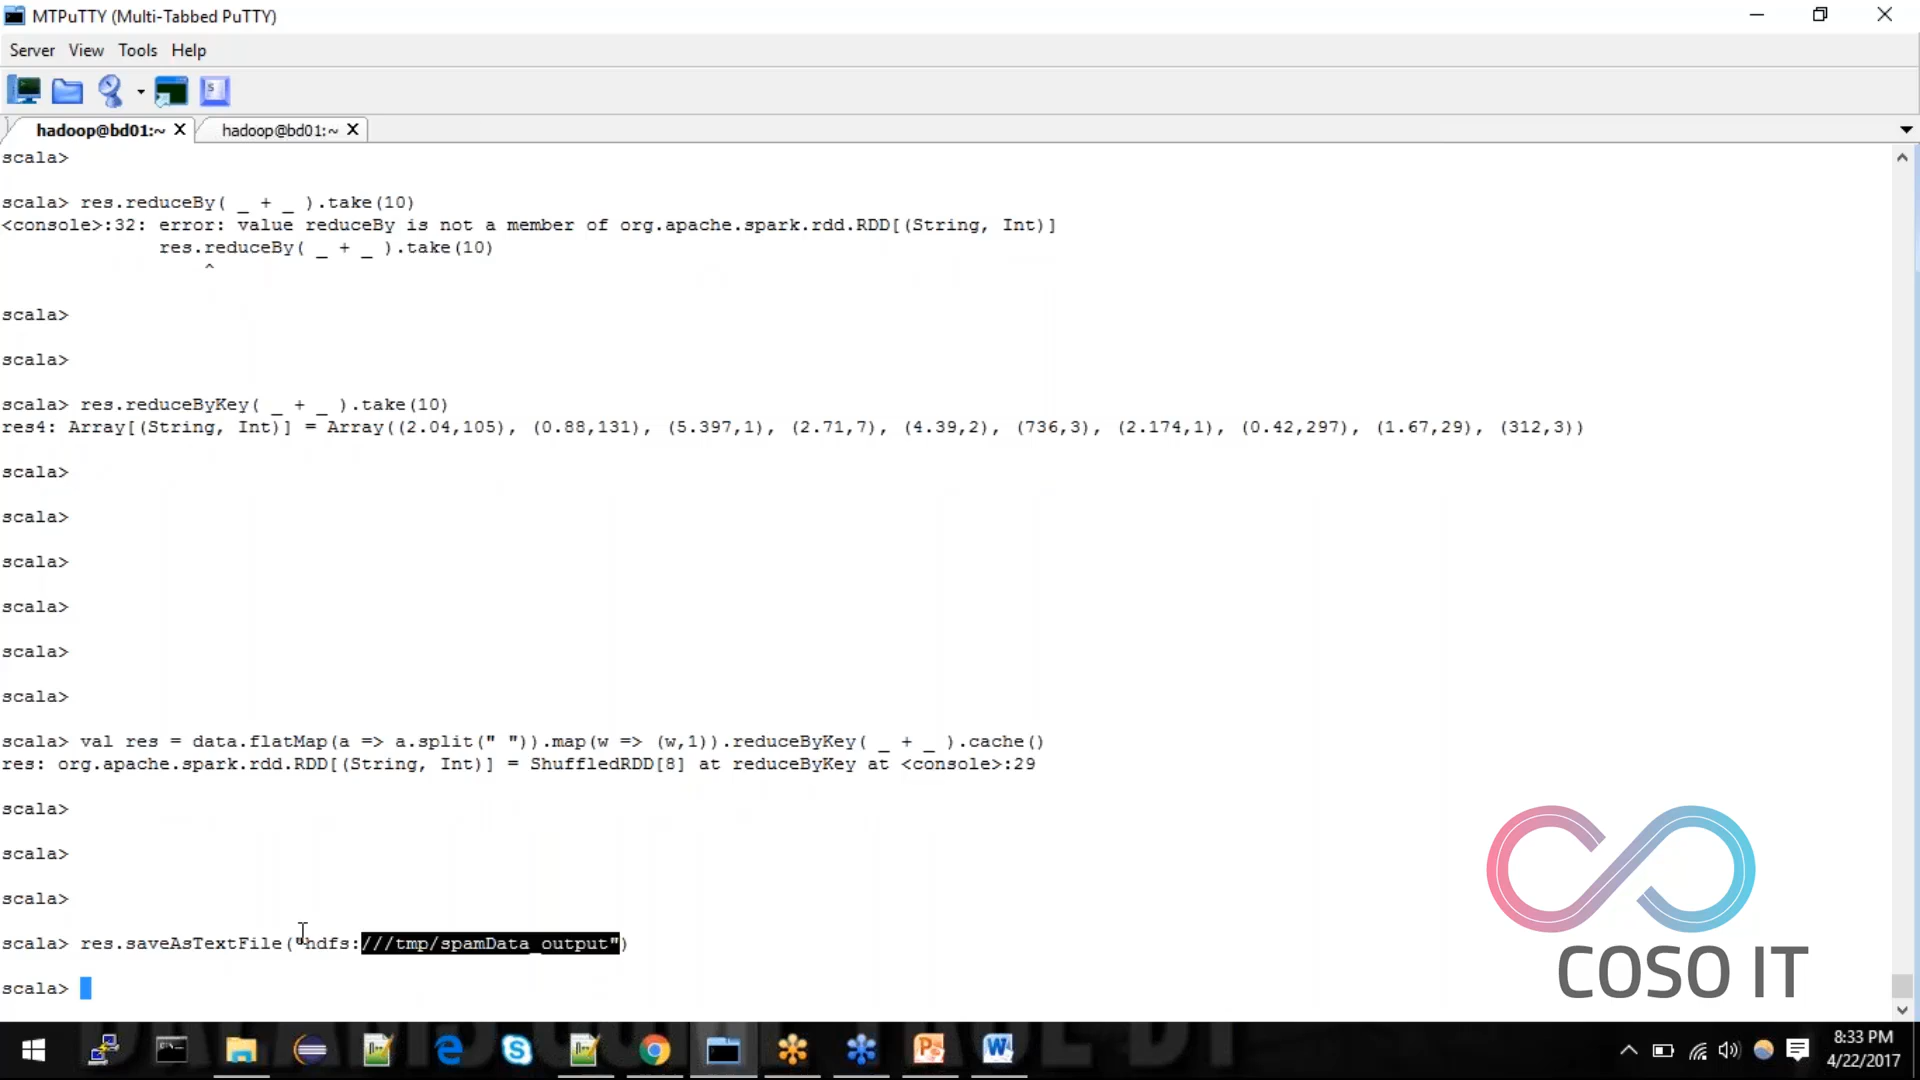 MTPuTTY (Multi-Tabbed PuTTY)
Server View Tools Help
hadoop@bd01:~ hadoop@bd01:~
scala>
scala> res.reduceBy( _ + _ ).take(10)
<console>:32: error: value reduceBy is not a member of org.apache.spark.rdd.RDD[(String, Int)]
res.reduceBy( _ + _ ).take(10)
^
scala>
scala>
scala> res.reduceByKey( _ + _ ).take(10)
res4: Array[(String, Int)] = Array((2.04,105), (0.88,131), (5.397,1), (2.71,7), (4.39,2), (736,3), (2.174,1), (0.42,297), (1.67,29), (312,3))
scala>
scala>
scala>
scala>
scala>
scala>
scala> val res = data.flatMap(a => a.split(" ")).map(w => (w,1)).reduceByKey( _ + _ ).cache()
res: org.apache.spark.rdd.RDD[(String, Int)] = ShuffledRDD[8] at reduceByKey at <console>:29
scala>
scala>
scala>
scala> res.saveAsTextFile("hdfs:///tmp/spamData_output")
scala>
COSO IT
8:33 PM
4/22/2017